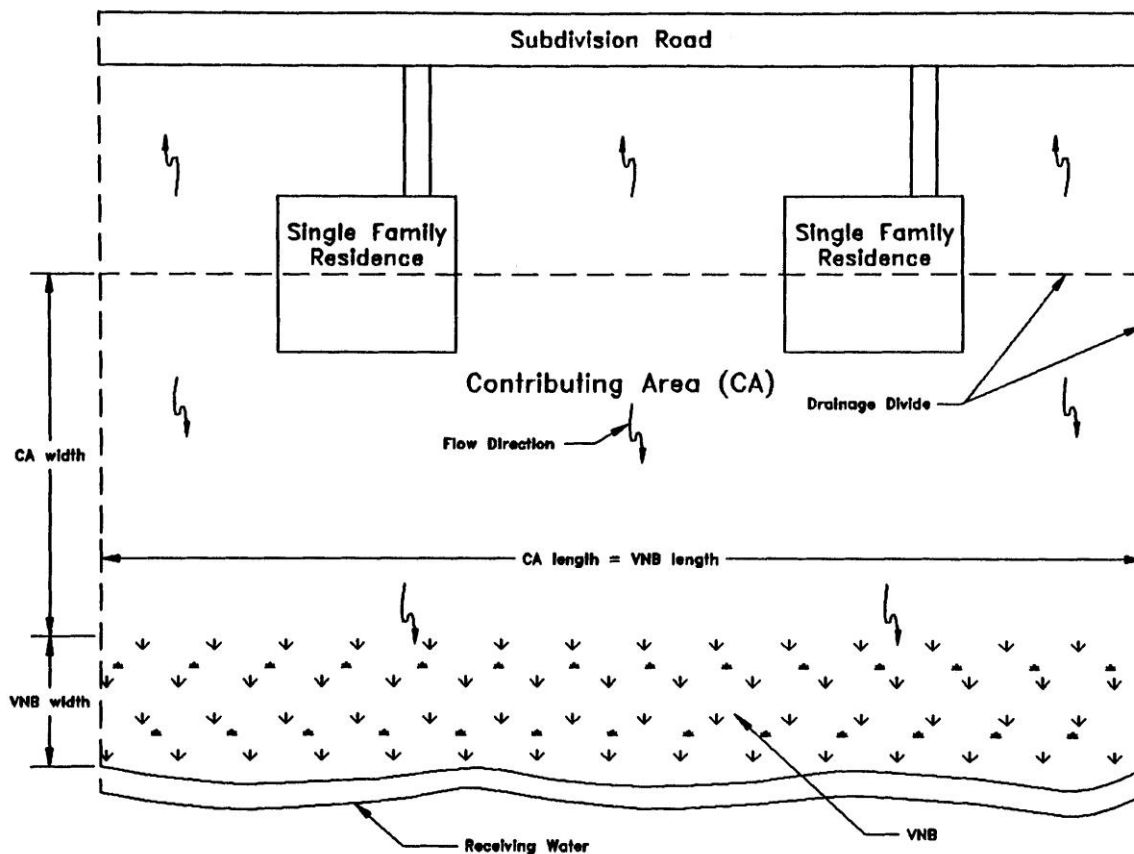 Subdivision Road
Single Family
Residence
Single Family
Residence
Contributing Area (CA)
Drainage Divide
Flow Direction
CA width
CA length = VNB length
VNB width
VNB
Receiving Water